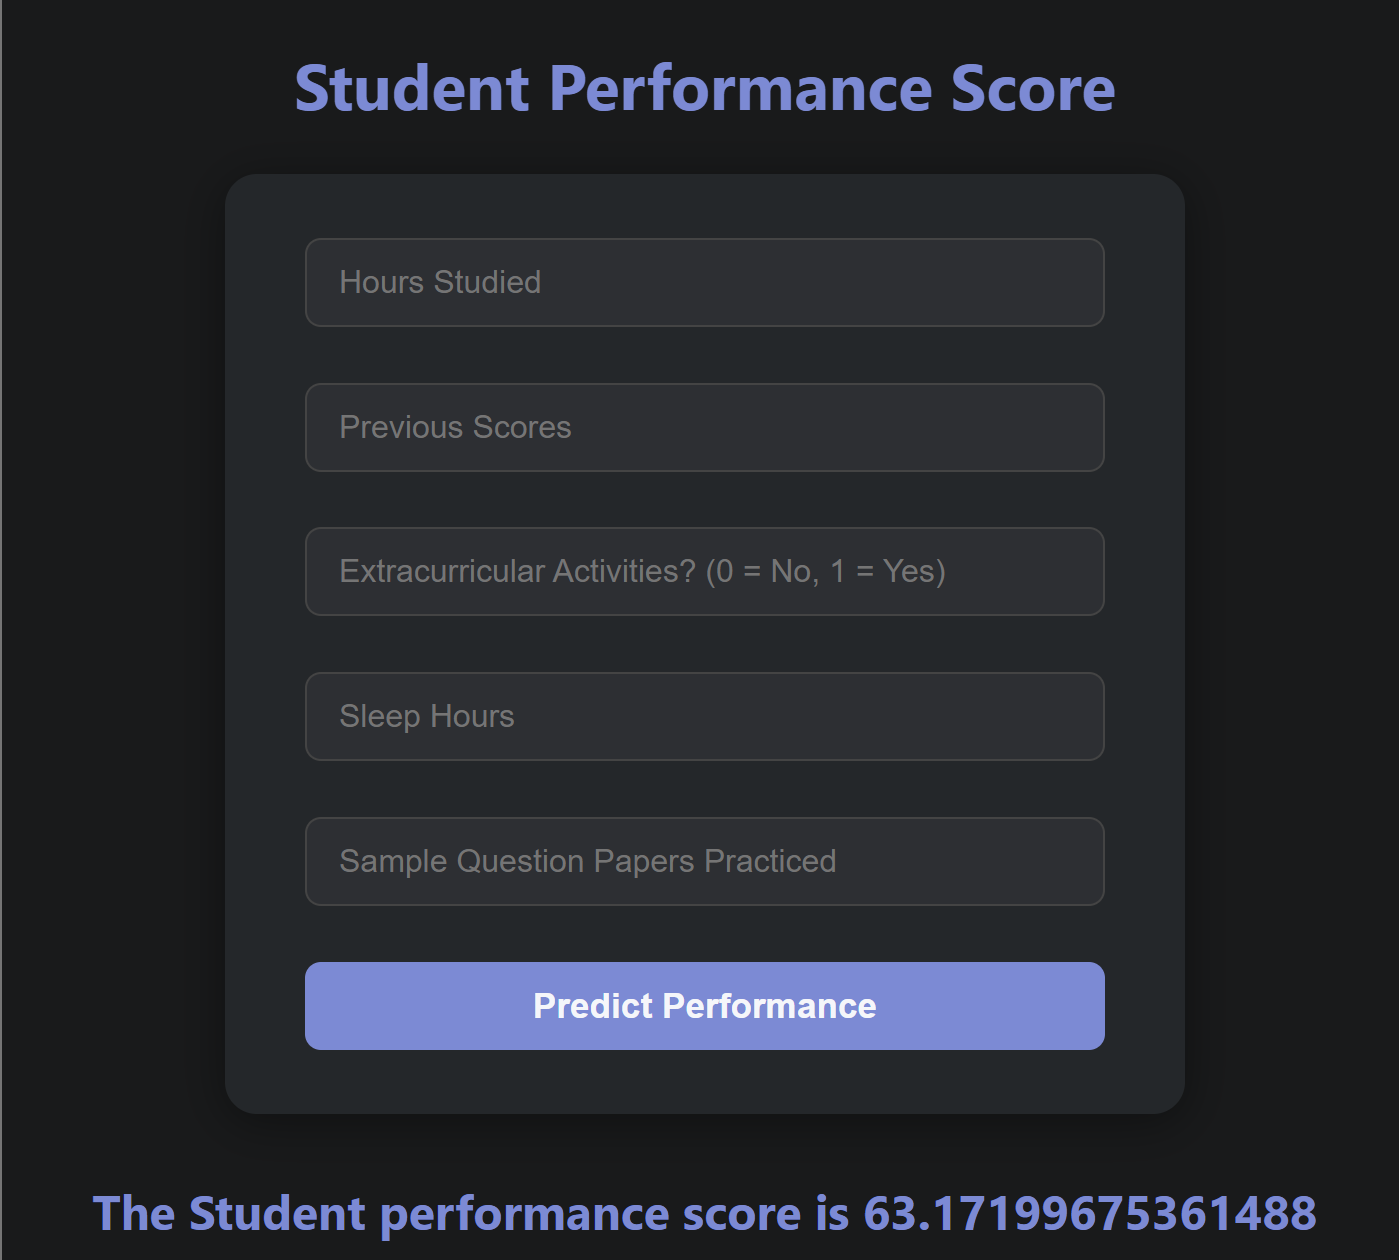 Student Performance Score
Hours Studied
Previous Scores
Extracurricular Activities? (0 = No, 1 = Yes)
Sleep Hours
Sample Question Papers Practiced
Predict Performance
The Student performance score is 63.17199675361488